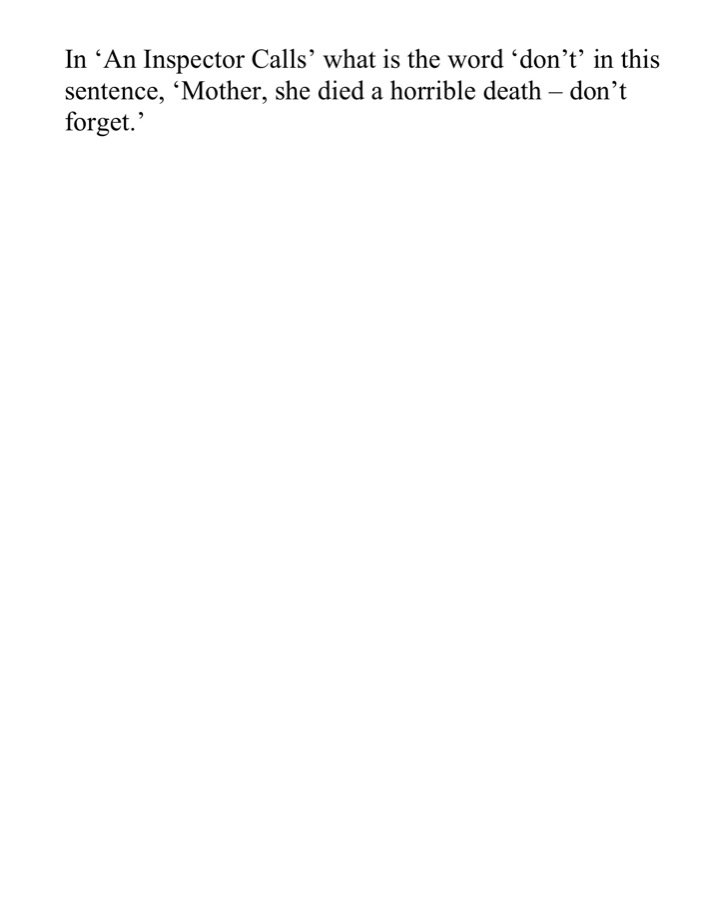 In ‘An Inspector Calls’ what is the word ‘don’t’ in this
sentence, ‘Mother, she died a horrible death – don’t
forget.’